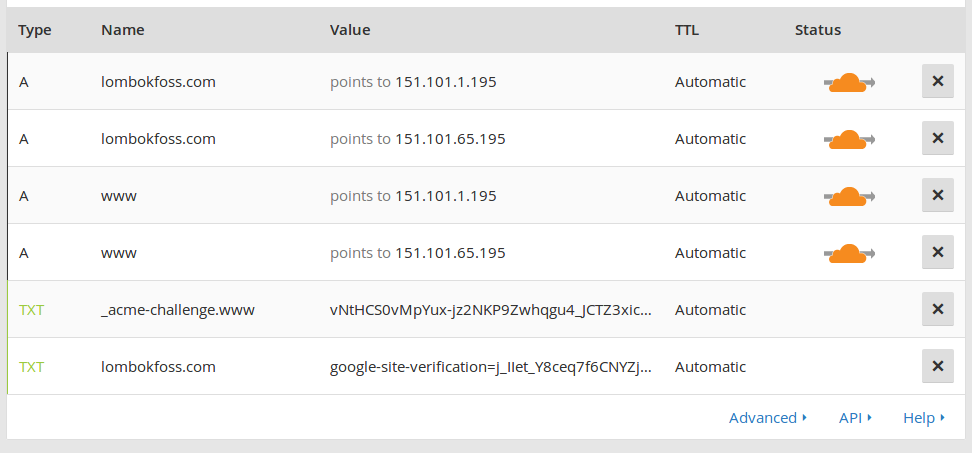 Type Name Value TTL Status
A lombokfoss.com points to 151.101.1.195 Automatic
A lombokfoss.com points to 151.101.65.195 Automatic
A www points to 151.101.1.195 Automatic
A www points to 151.101.65.195 Automatic
TXT _acme-challenge.www vNtHCS0vMpYux-jz2NKP9Zwhqgu4_JCTZ3xic... Automatic
TXT lombokfoss.com google-site-verification=j_IIet_Y8ceq7f6CNYZj... Automatic
Advanced API Help